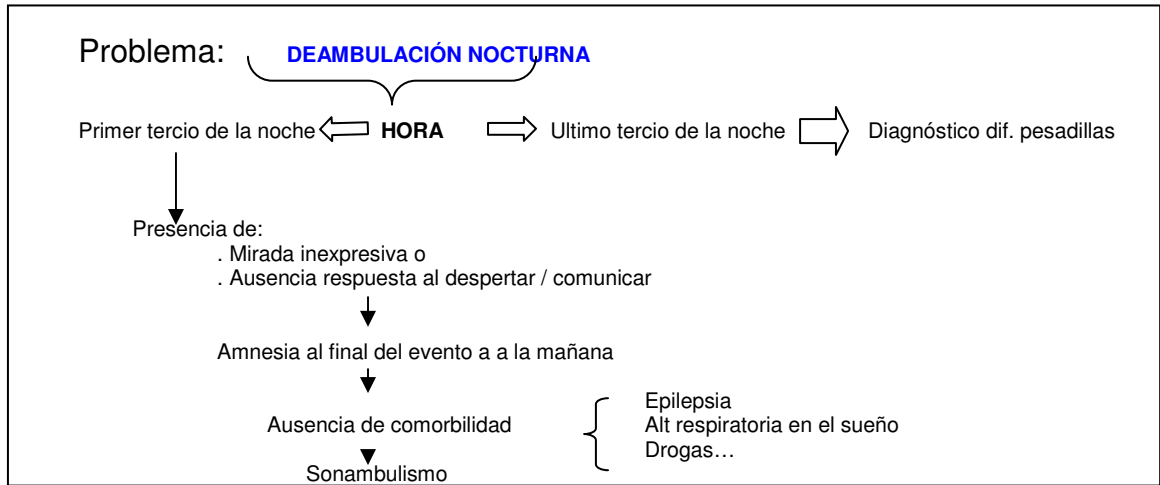 Problema: DEAMBULACIÓN NOCTURNA
Primer tercio de la noche HORA Ultimo tercio de la noche Diagnóstico dif. pesadillas
Presencia de:
. Mirada inexpresiva o
. Ausencia respuesta al despertar / comunicar
Amnesia al final del evento a a la mañana
Ausencia de comorbilidad
Epilepsia
Alt respiratoria en el sueño
Drogas…
Sonambulismo